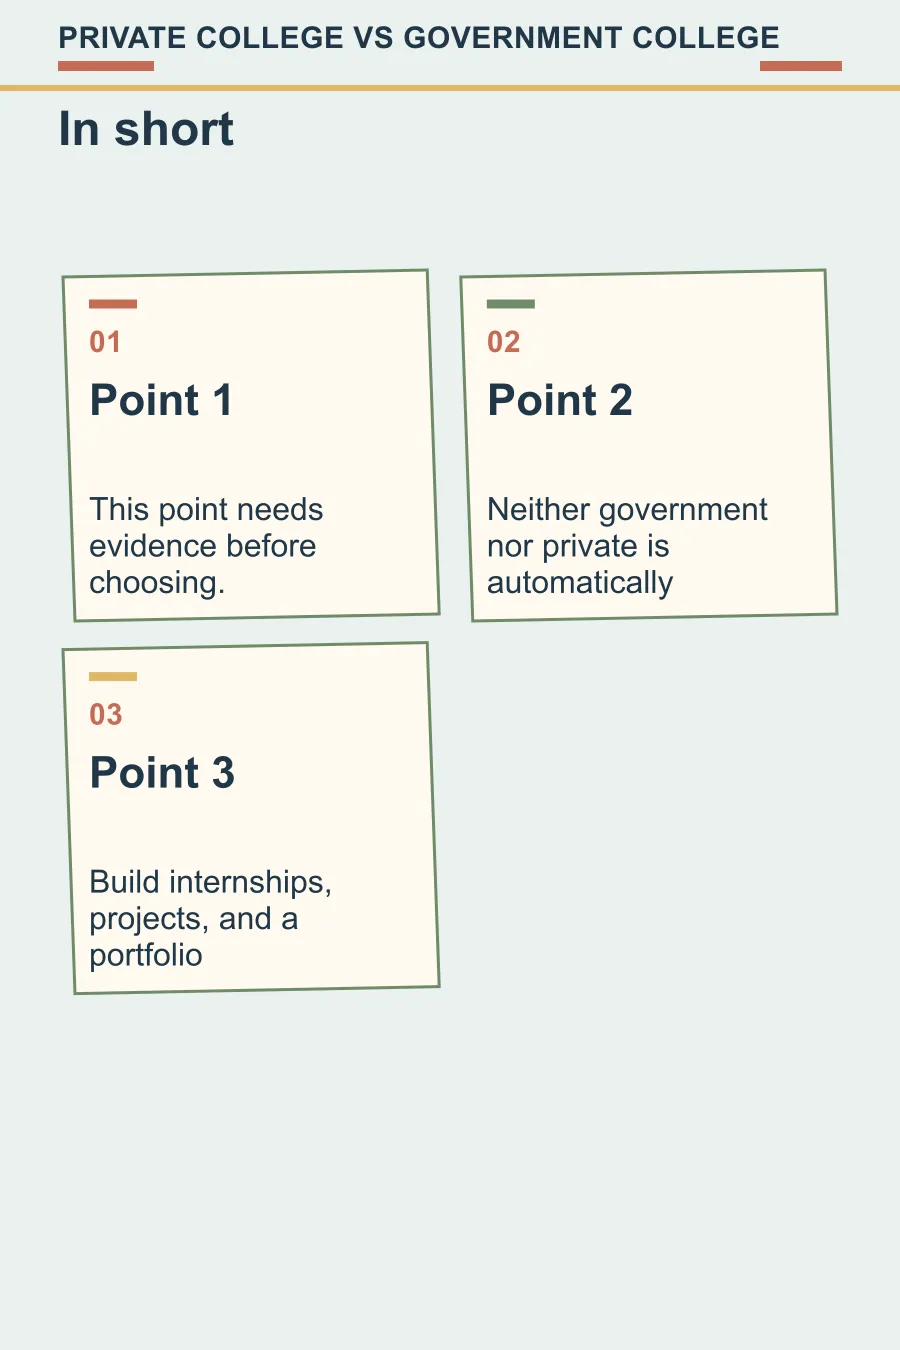 PRIVATE COLLEGE VS GOVERNMENT COLLEGE
In short
01
Point 1
This point needs
evidence before
choosing.
02
Point 2
Neither government
nor private is
automatically
03
Point 3
Build internships,
projects, and a
portfolio